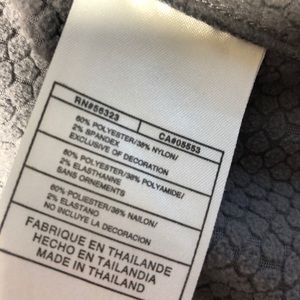 RN#56323 CA#05553
60% POLYESTER/38% NYLON/
2% SPANDEX
EXCLUSIVE OF DECORATION
60% POLYESTER/38% POLYAMIDE/
2% ELASTHANNE
SANS ORNEMENTS
60% POLIESTER/38% NAILON/
2% ELASTANO
NO INCLUYE LA DECORACION
FABRIQUE EN THAILANDE
HECHO EN TAILANDIA
MADE IN THAILAND